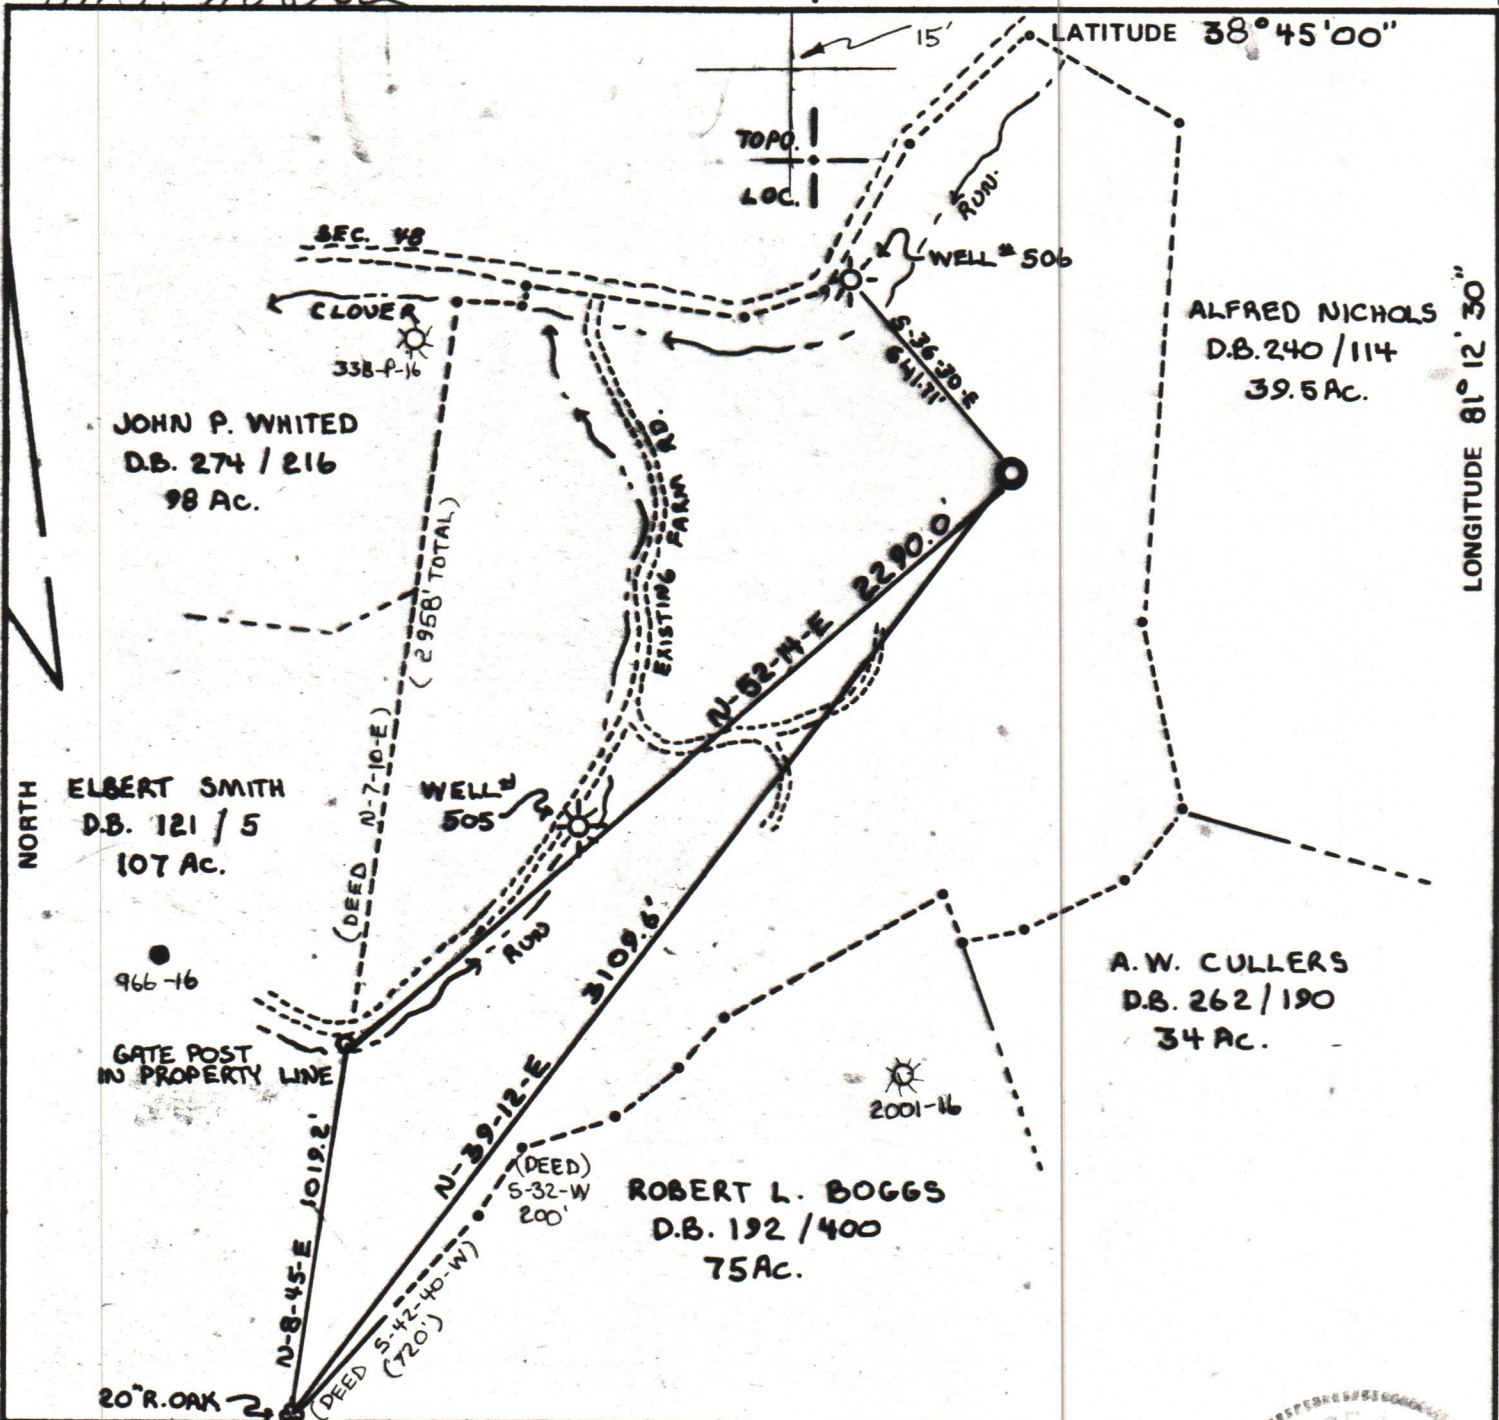 15'
LATITUDE 38°45'00"
TOPO.
LOC.
RUN.
SEC. 48
WELL# 506
CLOVER
338-P-16
S-36-30-E
641.71'
ALFRED NICHOLS
D.B. 240 / 114
39.5 Ac.
LONGITUDE 81° 12' 30"
JOHN P. WHITED
D.B. 274 / 216
98 Ac.
EXISTING FARM RD.
(2958' TOTAL)
N-52-14-E 2290.0'
(DEED N-7-10-E)
NORTH
ELBERT SMITH
D.B. 121 / 5
107 Ac.
WELL#
505
RUN
3109.6'
966-16
GATE POST
IN PROPERTY LINE
A.W. CULLERS
D.B. 262/190
34 Ac.
2001-16
N-39-12-E
N-8-45-E 1019.2'
(DEED)
S-32-W
200'
ROBERT L. BOGGS
D.B. 192 / 400
75 Ac.
(DEED S-42-40-W)
(720')
20"R.OAK